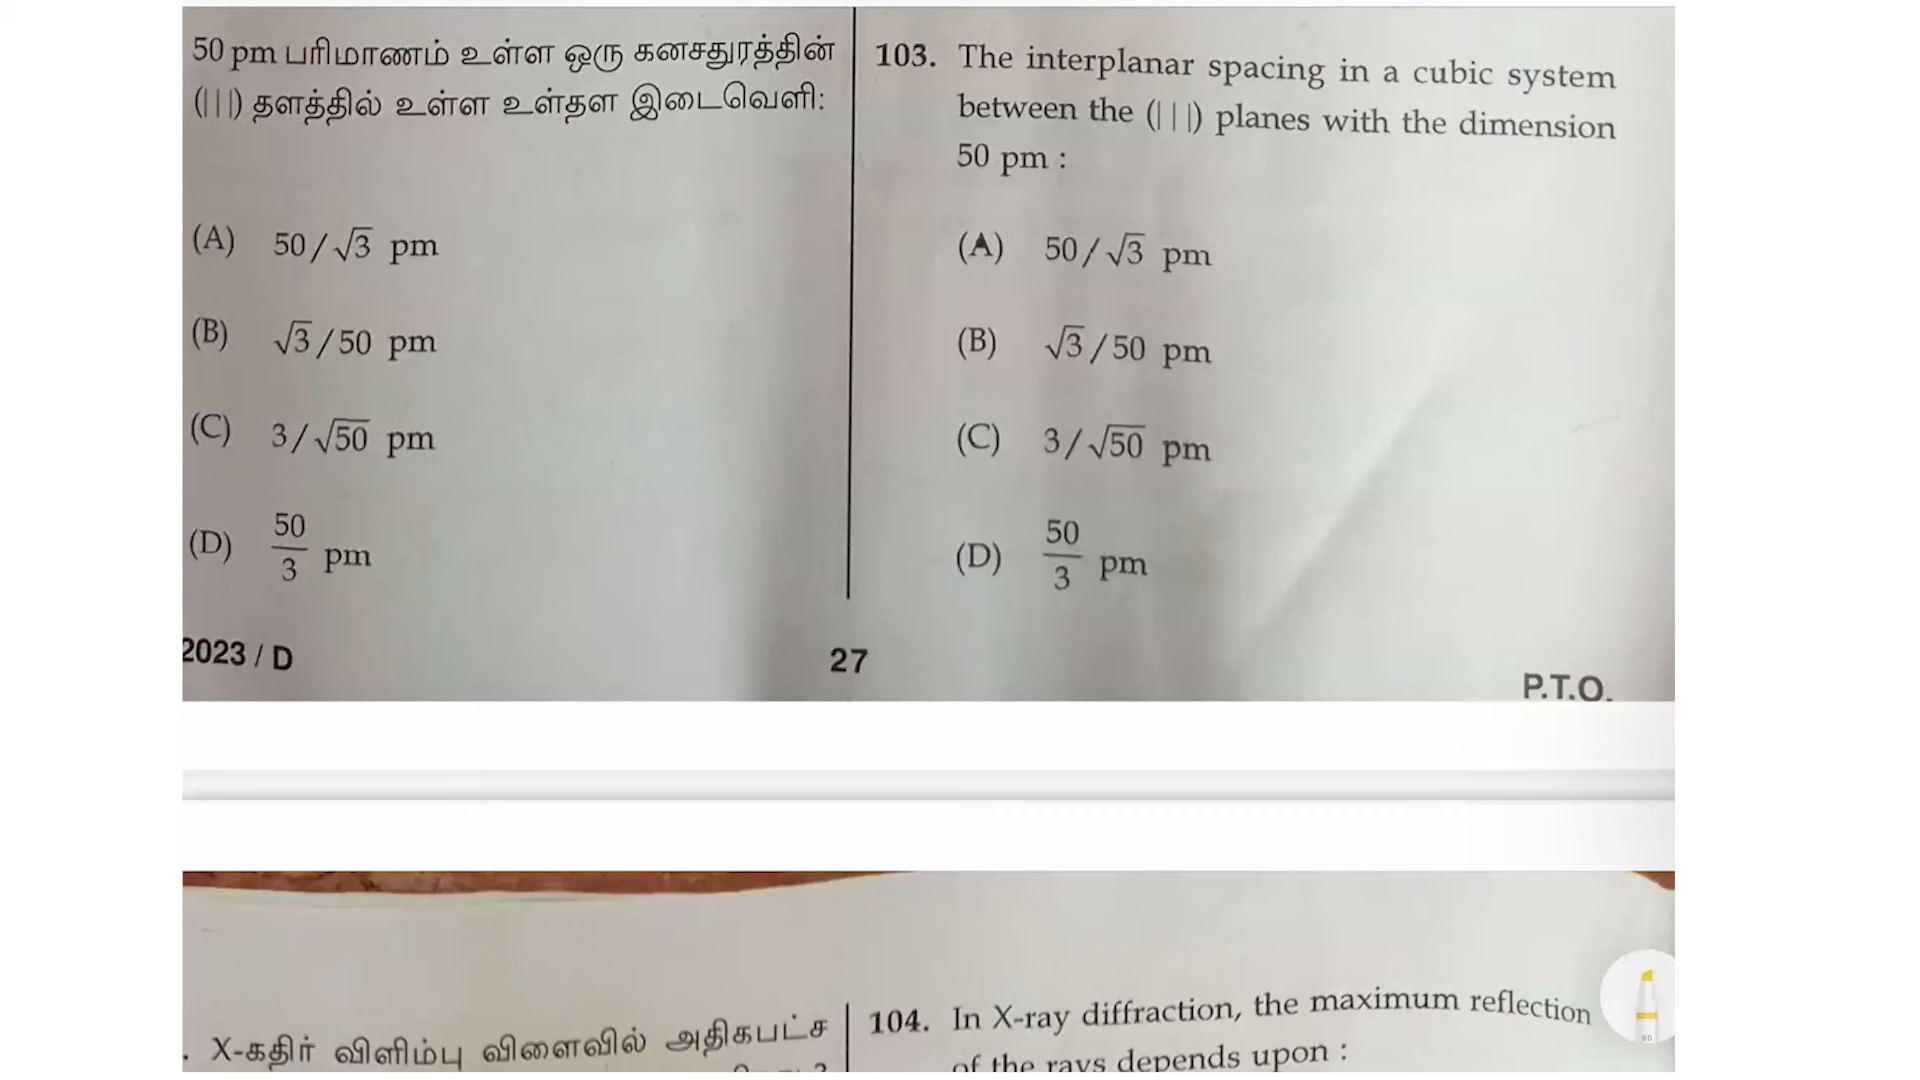 50 pm பரிமாணம் உள்ள ஒரு கனசதுரத்தின்
(|||) தளத்தில் உள்ள உள்தள இடைவெளி:
(A) 50/√3 pm
(B) √3/50 pm
(C) 3/√50 pm
(D) 50/3 pm
103. The interplanar spacing in a cubic system
between the (|||) planes with the dimension
50 pm :
(A) 50/√3 pm
(B) √3/50 pm
(C) 3/√50 pm
(D) 50/3 pm
2023 / D
27
P.T.O.
. X-கதிர் விளிம்பு விளைவில் அதிகபட்ச
104. In X-ray diffraction, the maximum reflection
of the rays depends upon :
80